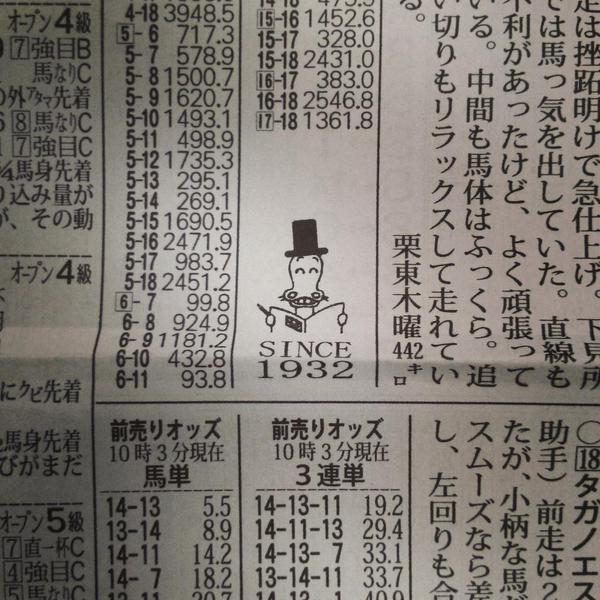 オープン4級
7強目B
馬なりC
の外アタマ先着
8馬なりC
7強目C
馬身先着
り込み量が
が、その動
オープン4級
にクビ先着
馬身先着
びがまだ
オープン5級
7直一杯C
4強目C
5馬なりC
4-18 3948.5
5-6 717.3
5-7 578.9
5-8 1500.7
5-9 1620.7
5-10 1493.1
5-11 498.9
5-12 1735.3
5-13 295.1
5-14 269.1
5-15 1690.5
5-16 2471.9
5-17 983.7
5-18 2451.2
6-7 99.8
6-8 924.9
6-9 1181.2
6-10 432.8
6-11 93.8
15-16 1452.6
15-17 328.0
15-18 2431.0
16-17 383.0
16-18 2546.8
17-18 1361.8
SINCE
1932
走は挫跖明けで急仕上げ。下見所
では馬っ気を出していた。直線も
不利があったけど、よく頑張って
いる。中間も馬体はふっくら。追
い切りもリラックスして走れてい
る。
栗東木曜442キロ
前売りオッズ
10時3分現在
馬単
14-13 5.5
13-14 8.9
14-11 14.2
14-7 18.2
前売りオッズ
10時3分現在
3連単
14-13-11 19.2
14-11-13 29.4
14-13-7 33.1
13-14-11 33.7
○18タガノエス
助手）前走は2
たが、小柄な馬が
スムーズなら差
し、左回りも合